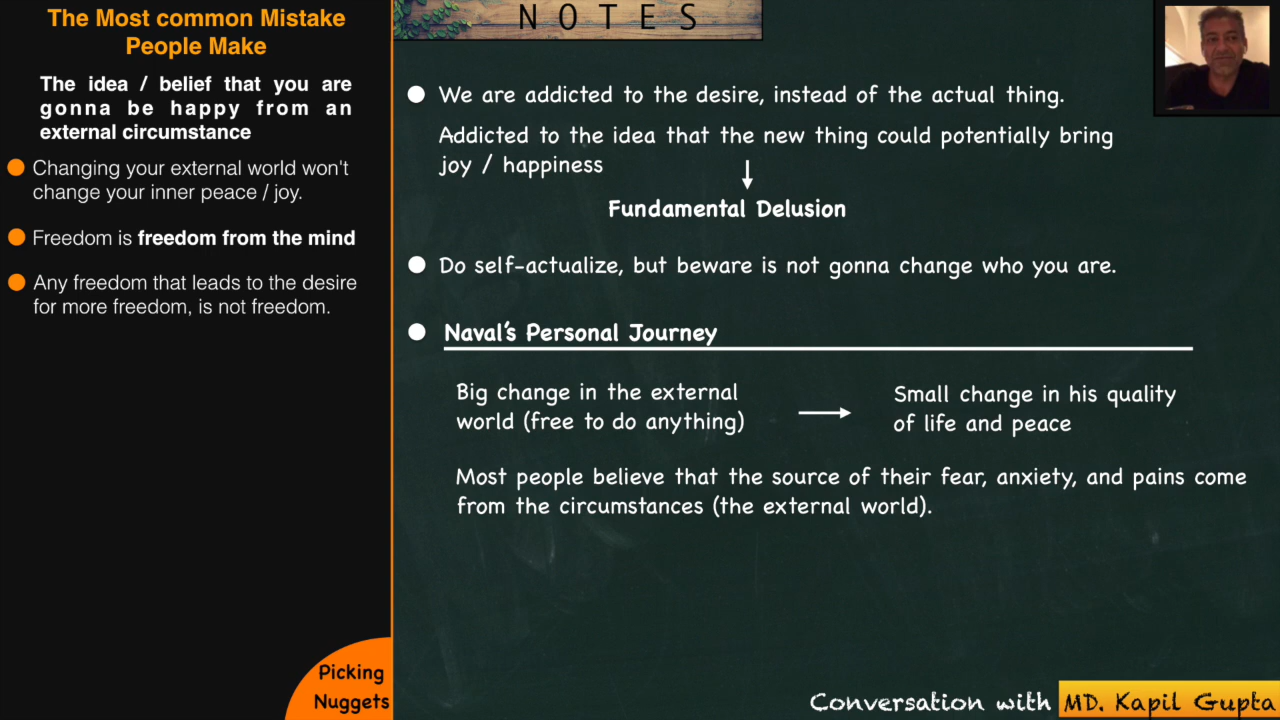 The Most common Mistake
People Make
The idea / belief that you are
gonna be happy from an
external circumstance
Changing your external world won't
change your inner peace / joy.
Freedom is freedom from the mind
Any freedom that leads to the desire
for more freedom, is not freedom.
Picking
Nuggets
NOTES
We are addicted to the desire, instead of the actual thing.
Addicted to the idea that the new thing could potentially bring
joy / happiness
Fundamental Delusion
Do self-actualize, but beware is not gonna change who you are.
Naval's Personal Journey
Big change in the external
world (free to do anything)
Small change in his quality
of life and peace
Most people believe that the source of their fear, anxiety, and pains come
from the circumstances (the external world).
Conversation with MD. Kapil Gupta